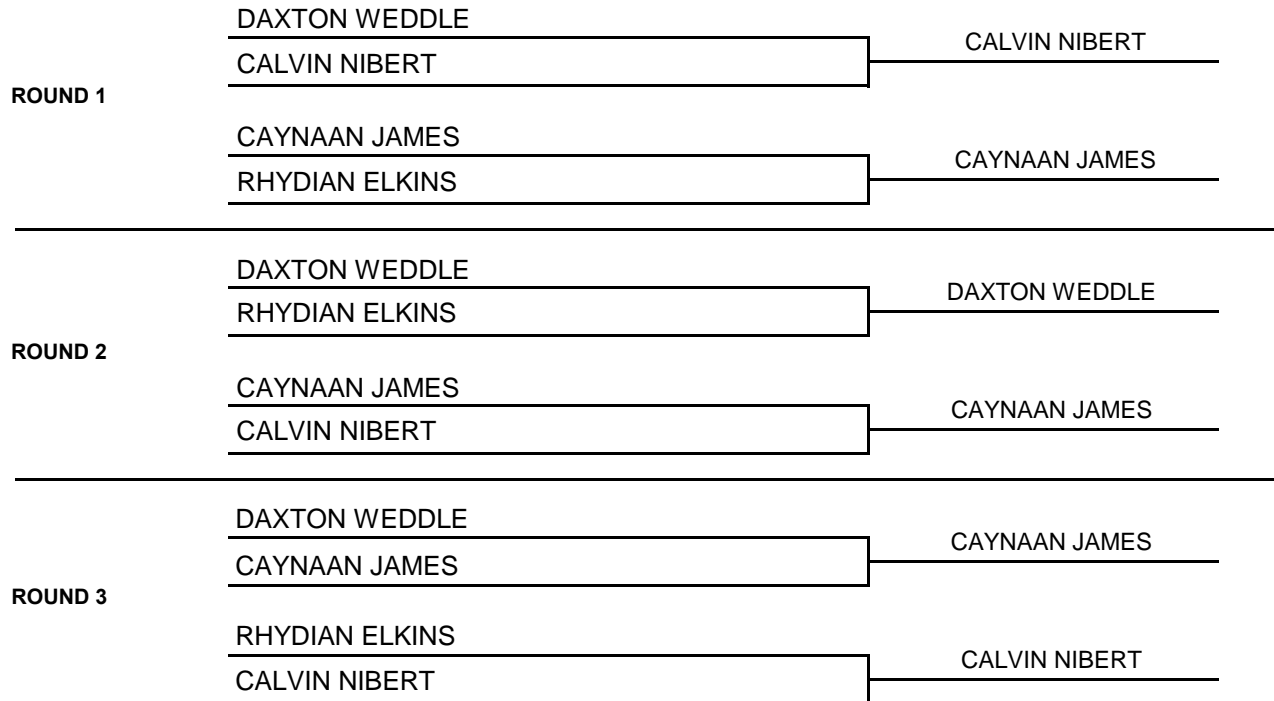 DAXTON WEDDLE
CALVIN NIBERT
CALVIN NIBERT
ROUND 1
CAYNAAN JAMES
RHYDIAN ELKINS
CAYNAAN JAMES
DAXTON WEDDLE
RHYDIAN ELKINS
DAXTON WEDDLE
ROUND 2
CAYNAAN JAMES
CALVIN NIBERT
CAYNAAN JAMES
DAXTON WEDDLE
CAYNAAN JAMES
CAYNAAN JAMES
ROUND 3
RHYDIAN ELKINS
CALVIN NIBERT
CALVIN NIBERT